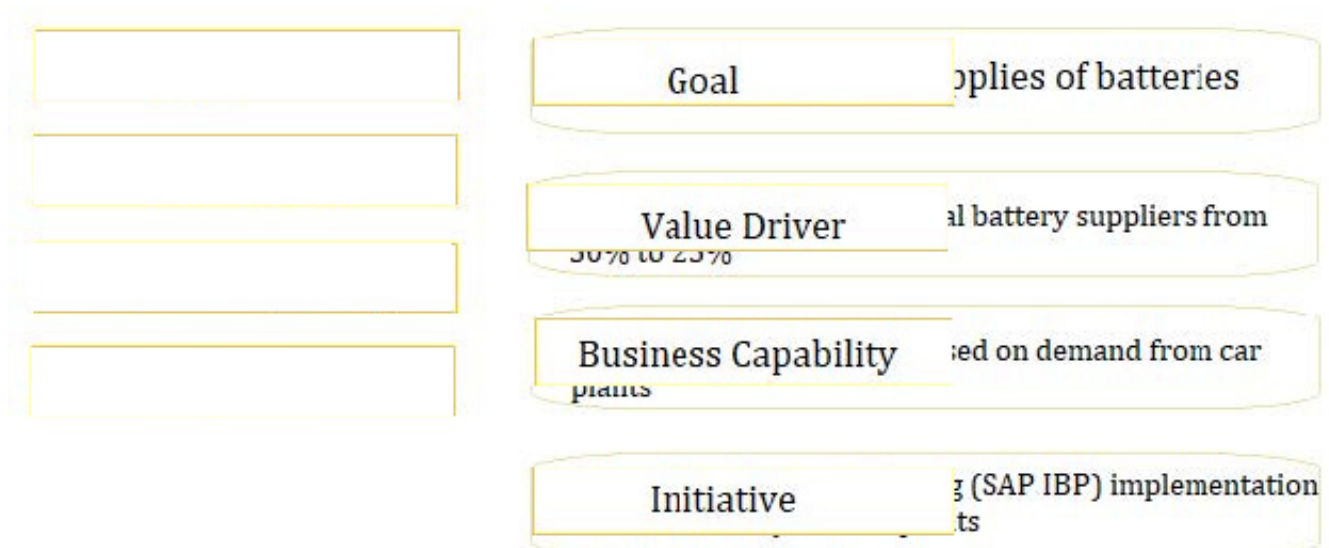 Goal
pplies of batteries
Value Driver
al battery suppliers from
30% to 25%
Business Capability
sed on demand from car
plants
Initiative
g (SAP IBP) implementation
ts